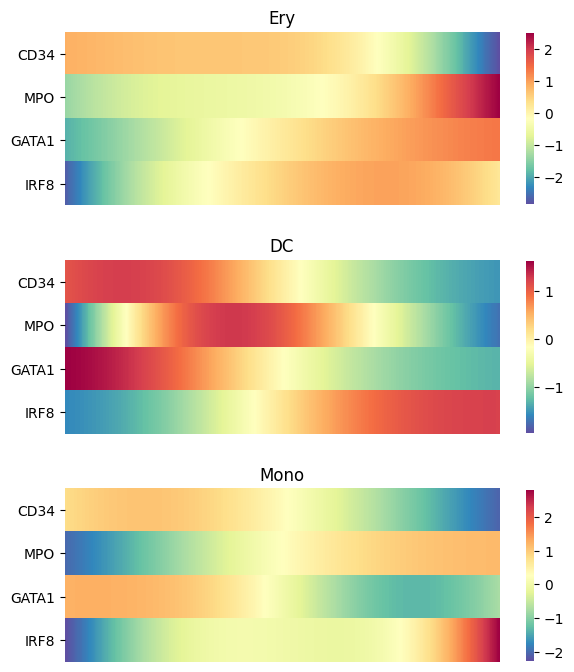 Ery
CD34
MPO
GATA1
IRF8
2
1
0
−1
−2
DC
CD34
MPO
GATA1
IRF8
1
0
−1
Mono
CD34
MPO
GATA1
IRF8
2
1
0
−1
−2